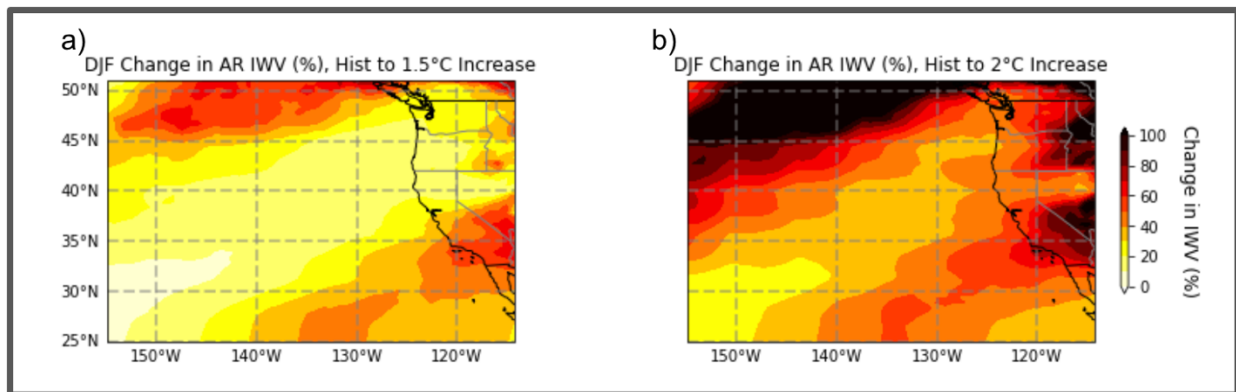 a)
DJF Change in AR IWV (%), Hist to 1.5°C Increase
50°N
45°N
40°N
35°N
30°N
25°N
150°W
140°W
130°W
120°W
b)
DJF Change in AR IWV (%), Hist to 2°C Increase
150°W
140°W
130°W
120°W
100
80
60
40
20
0
Change in IWV (%)